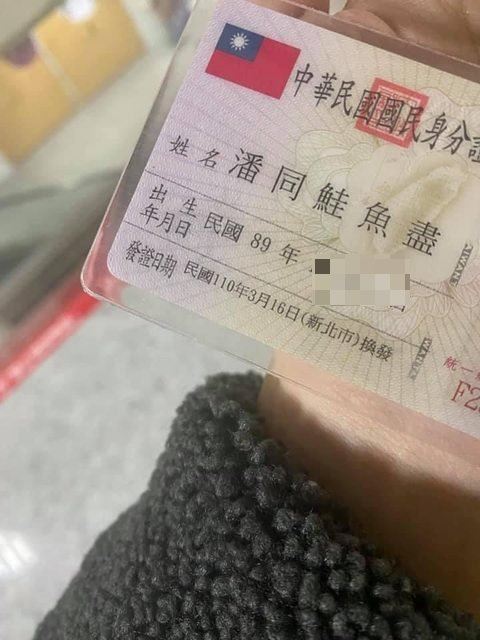 中華民國國民身分證
姓名 潘同鮭魚盡
出生年月日 民國 89 年
發證日期 民國110年3月16日(新北市)換發
統一
F2